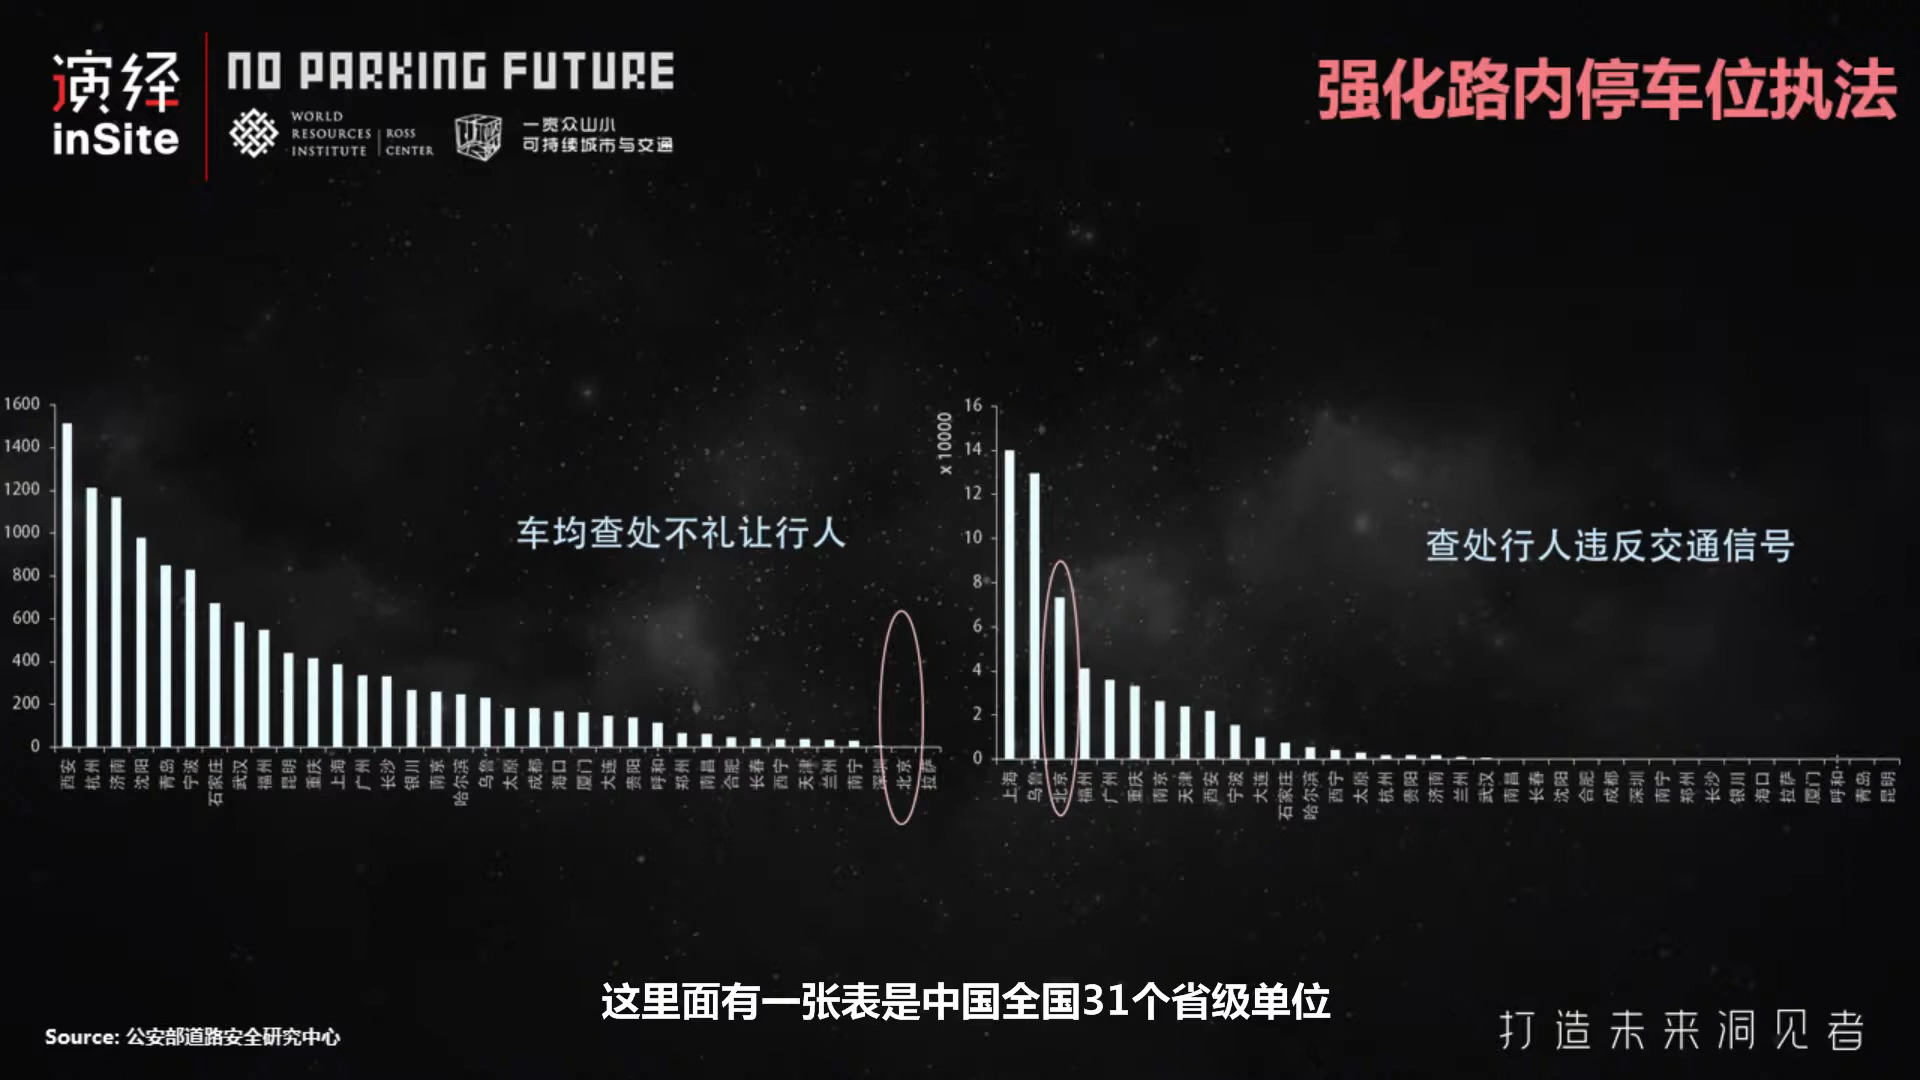 演经
inSite
NO PARKING FUTURE
WORLD
RESOURCES
INSTITUTE
ROSS
CENTER
一览众山小
可持续城市与交通
强化路内停车位执法
1600
1400
1200
1000
800
600
400
200
0
车均查处不礼让行人
西安
杭州
济南
沈阳
青岛
宁波
石家庄
武汉
福州
昆明
重庆
上海
广州
长沙
银川
南京
哈尔滨
乌鲁…
太原
成都
海口
厦门
大连
贵阳
呼和…
郑州
南昌
合肥
长春
西宁
天津
兰州
南宁
深圳
北京
拉萨
x 10000
16
14
12
10
8
6
4
2
0
查处行人违反交通信号
上海
乌鲁…
北京
福州
广州
重庆
南京
天津
西安
宁波
大连
石家庄
哈尔滨
西宁
太原
杭州
贵阳
济南
兰州
武汉
南昌
长春
沈阳
合肥
成都
深圳
南宁
郑州
长沙
银川
海口
拉萨
厦门
呼和…
青岛
昆明
这里面有一张表是中国全国31个省级单位
Source: 公安部道路安全研究中心
打造未来洞见者